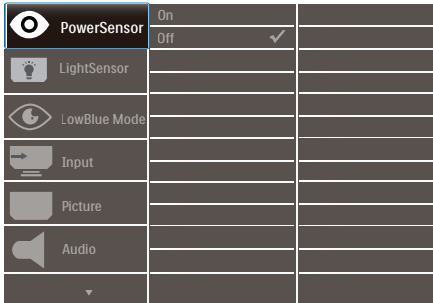 PowerSensor
On
Off
LightSensor
LowBlue Mode
Input
Picture
Audio